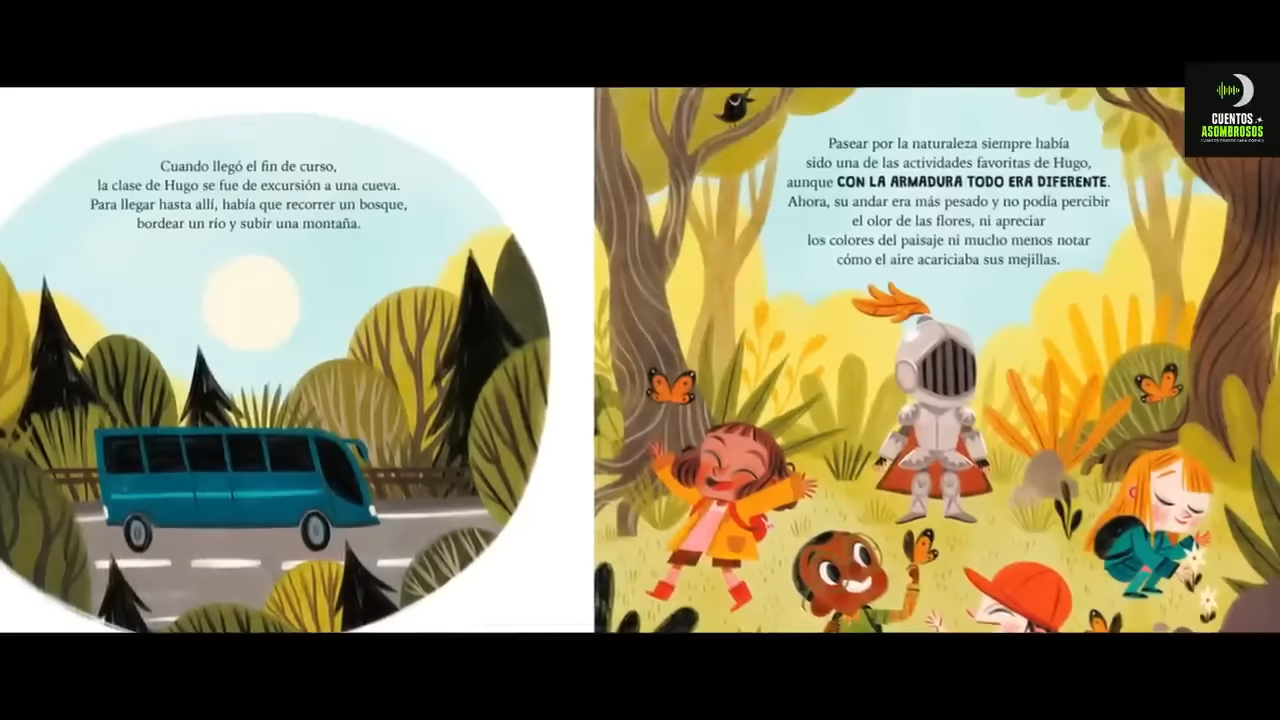 Cuando llegó el fin de curso,
la clase de Hugo se fue de excursión a una cueva.
Para llegar hasta allí, había que recorrer un bosque,
bordear un río y subir una montaña.
Pasear por la naturaleza siempre había
sido una de las actividades favoritas de Hugo,
aunque CON LA ARMADURA TODO ERA DIFERENTE.
Ahora, su andar era más pesado y no podía percibir
el olor de las flores, ni apreciar
los colores del paisaje ni mucho menos notar
cómo el aire acariciaba sus mejillas.
CUENTOS
ASOMBROSOS